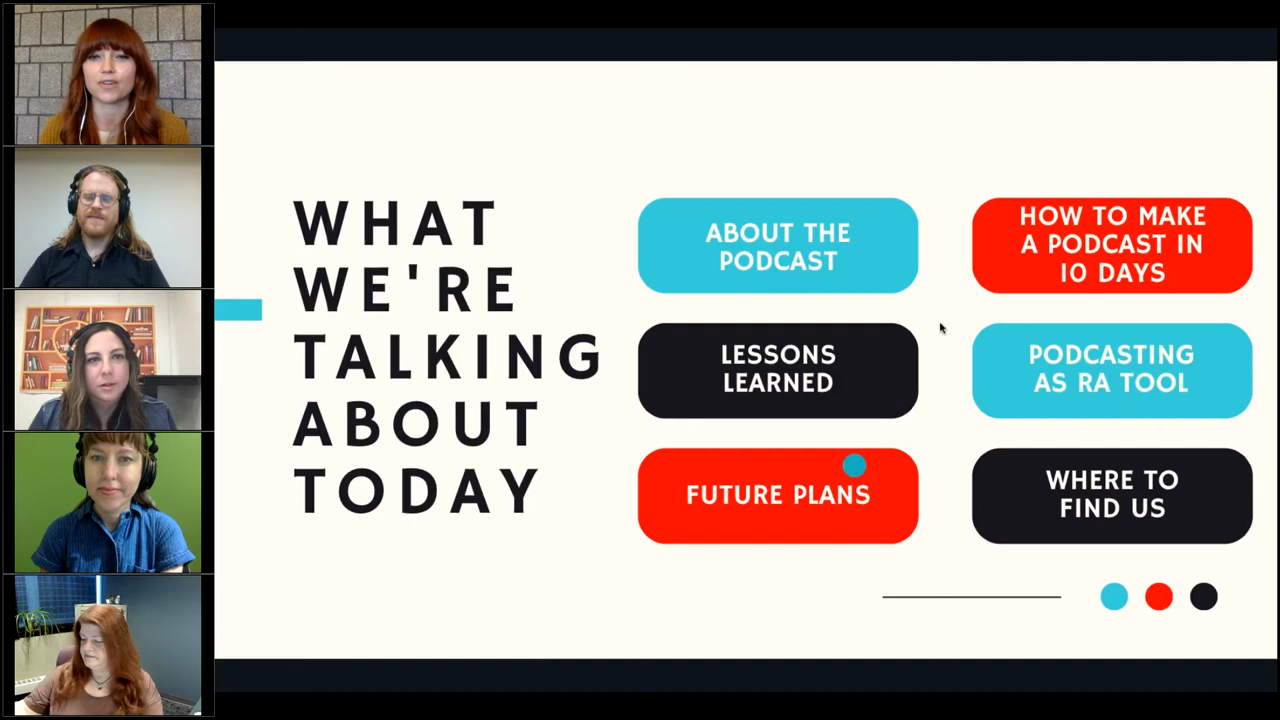 WHAT
WE'RE
TALKING
ABOUT
TODAY
ABOUT THE
PODCAST
HOW TO MAKE
A PODCAST IN
10 DAYS
LESSONS
LEARNED
PODCASTING
AS RA TOOL
FUTURE PLANS
WHERE TO
FIND US